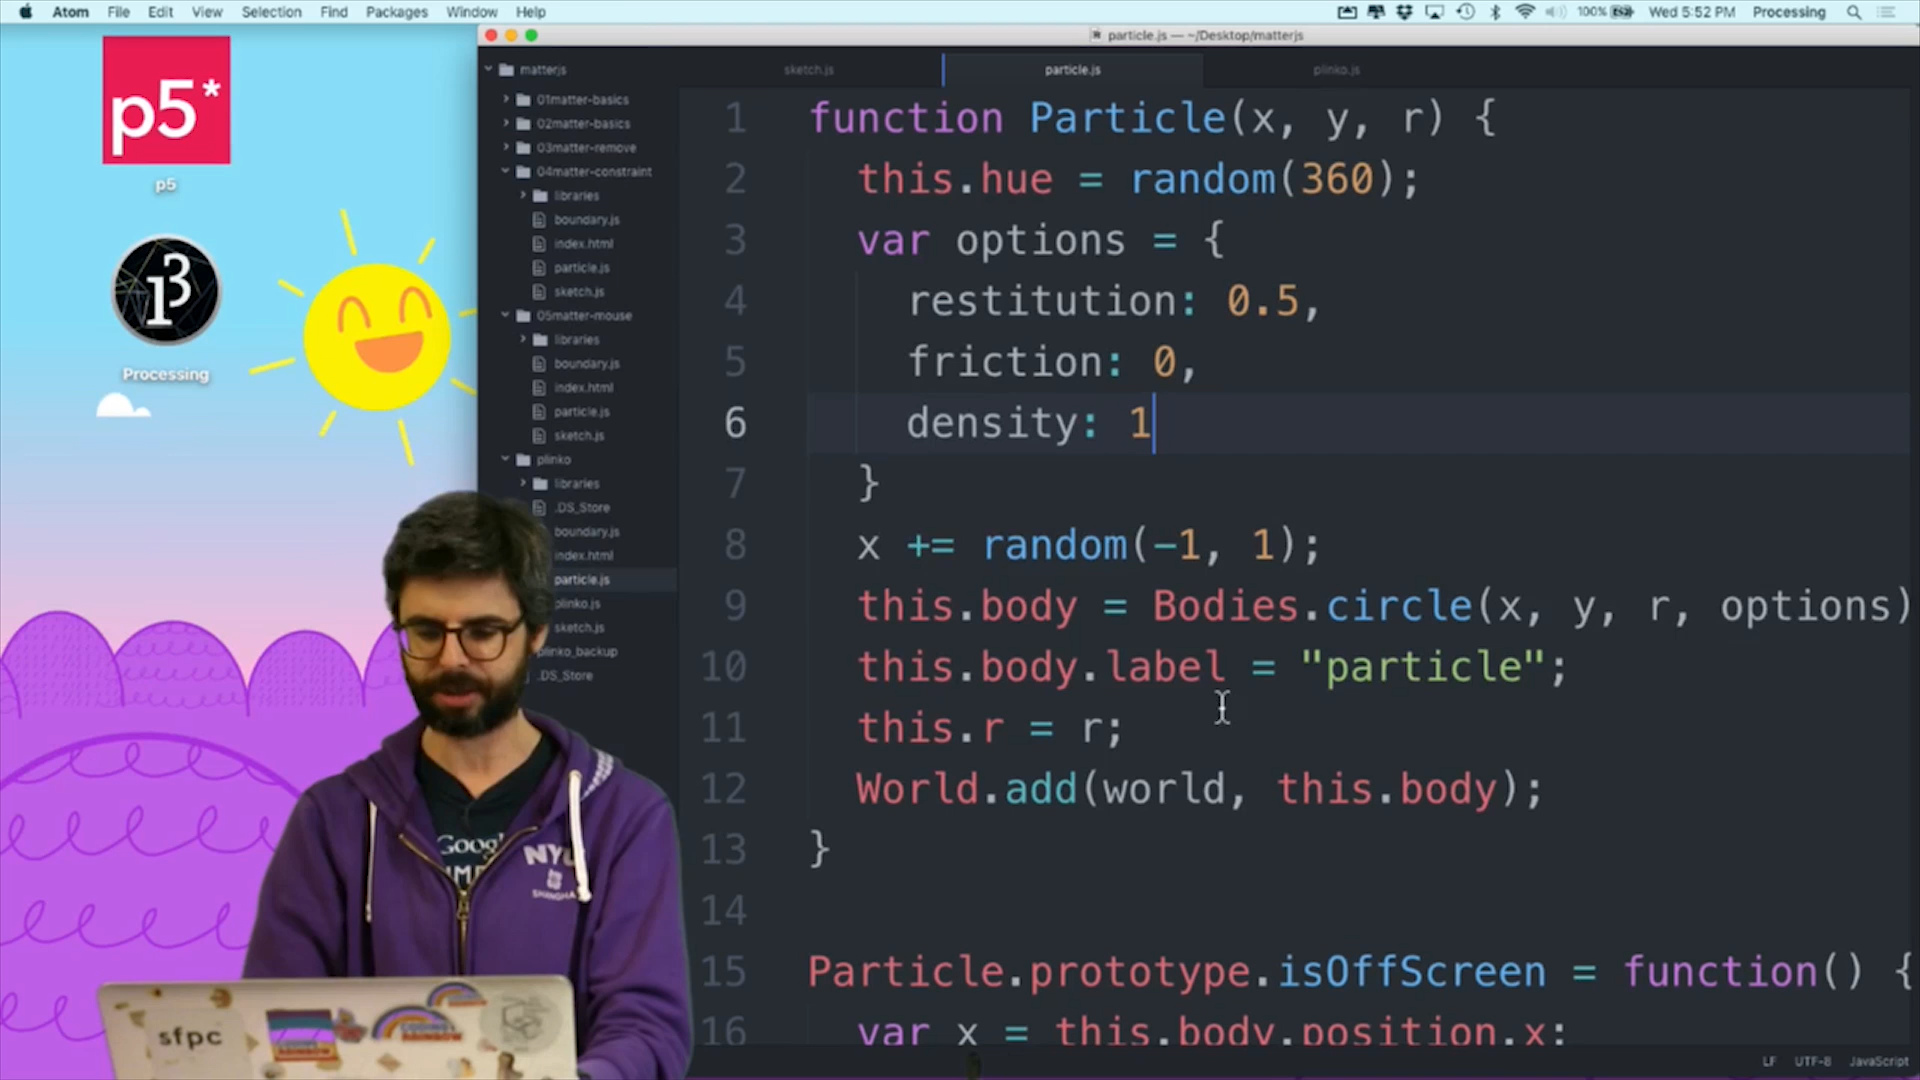 Atom File Edit View Selection Find Packages Window Help
100% Wed 5:52 PM Processing
particle.js — ~/Desktop/matterjs
p5*
p5
Processing
matterjs
01matter-basics
02matter-basics
03matter-remove
04matter-constraint
libraries
boundary.js
index.html
particle.js
sketch.js
05matter-mouse
libraries
boundary.js
index.html
particle.js
sketch.js
plinko
libraries
.DS_Store
boundary.js
index.html
particle.js
plinko.js
sketch.js
plinko_backup
.DS_Store
sketch.js particle.js plinko.js
1 function Particle(x, y, r) {
2 this.hue = random(360);
3 var options = {
4 restitution: 0.5,
5 friction: 0,
6 density: 1
7 }
8 x += random(-1, 1);
9 this.body = Bodies.circle(x, y, r, options)
10 this.body.label = "particle";
11 this.r = r;
12 World.add(world, this.body);
13 }
14
15 Particle.prototype.isOffScreen = function() {
16 var x = this.body.position.x;
LF UTF-8 JavaScript
NYU
SHANGHAI
sfpc